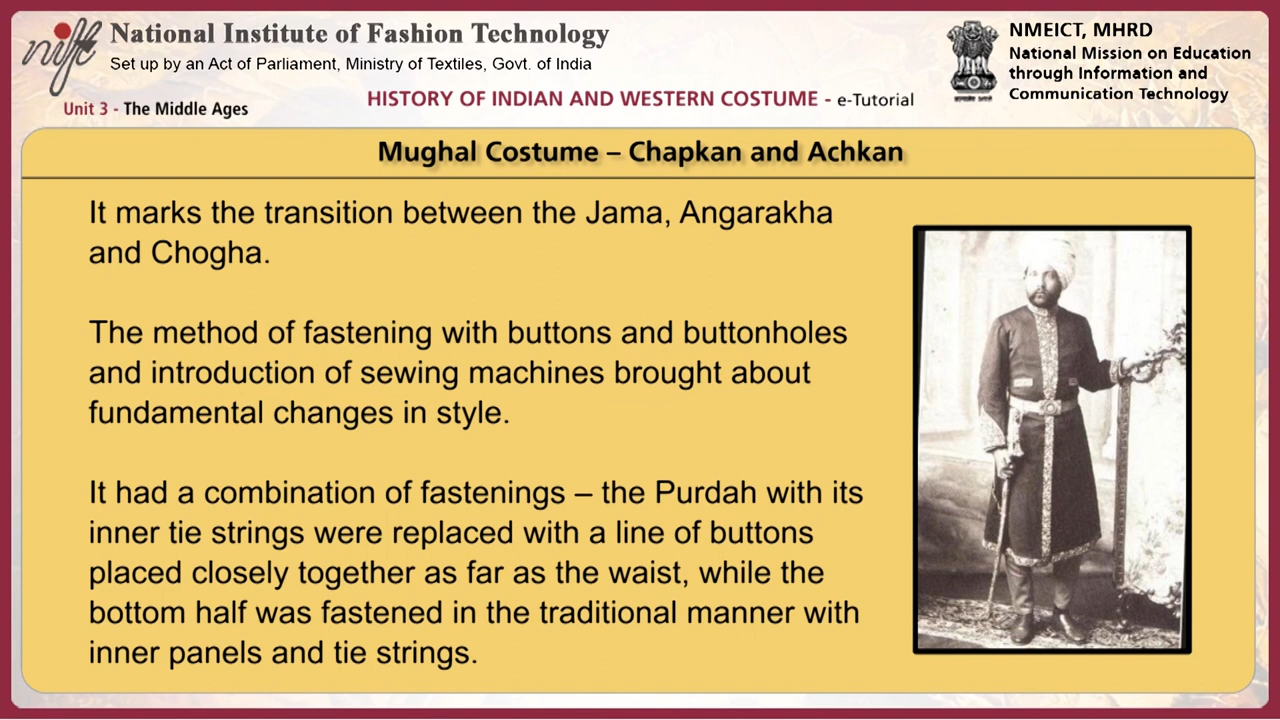 nift
National Institute of Fashion Technology
Set up by an Act of Parliament, Ministry of Textiles, Govt. of India
NMEICT, MHRD
National Mission on Education
through Information and
Communication Technology
Unit 3 - The Middle Ages
HISTORY OF INDIAN AND WESTERN COSTUME - e-Tutorial
Mughal Costume – Chapkan and Achkan
It marks the transition between the Jama, Angarakha
and Chogha.
The method of fastening with buttons and buttonholes
and introduction of sewing machines brought about
fundamental changes in style.
It had a combination of fastenings – the Purdah with its
inner tie strings were replaced with a line of buttons
placed closely together as far as the waist, while the
bottom half was fastened in the traditional manner with
inner panels and tie strings.